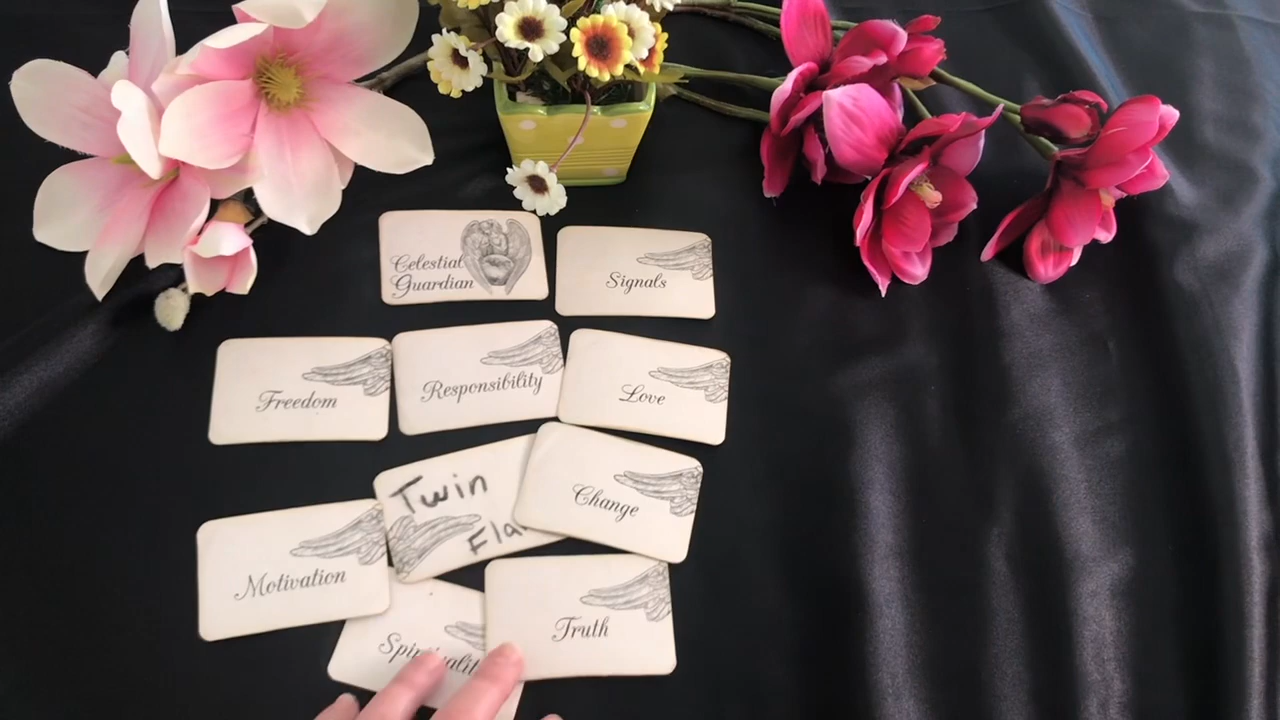 Celestial
Guardian
Signals
Freedom
Responsibility
Love
Twin
Change
Motivation
Truth